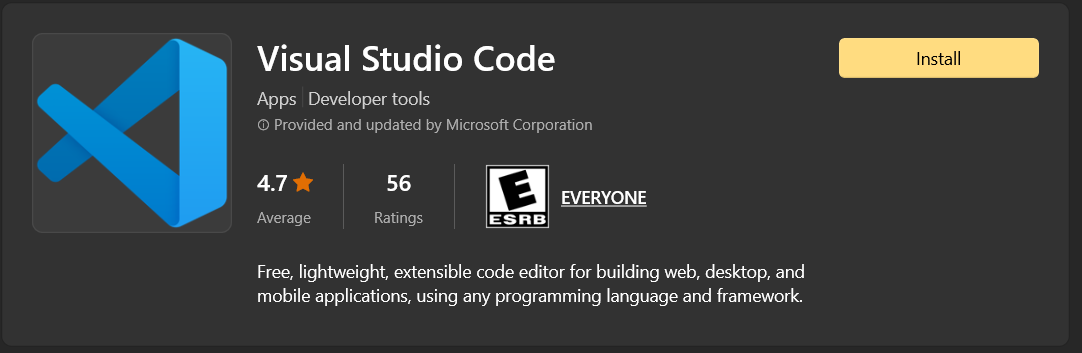 Visual Studio Code
Install
Apps Developer tools
Provided and updated by Microsoft Corporation
4.7
Average
56
Ratings
E
ESRB
EVERYONE
Free, lightweight, extensible code editor for building web, desktop, and
mobile applications, using any programming language and framework.